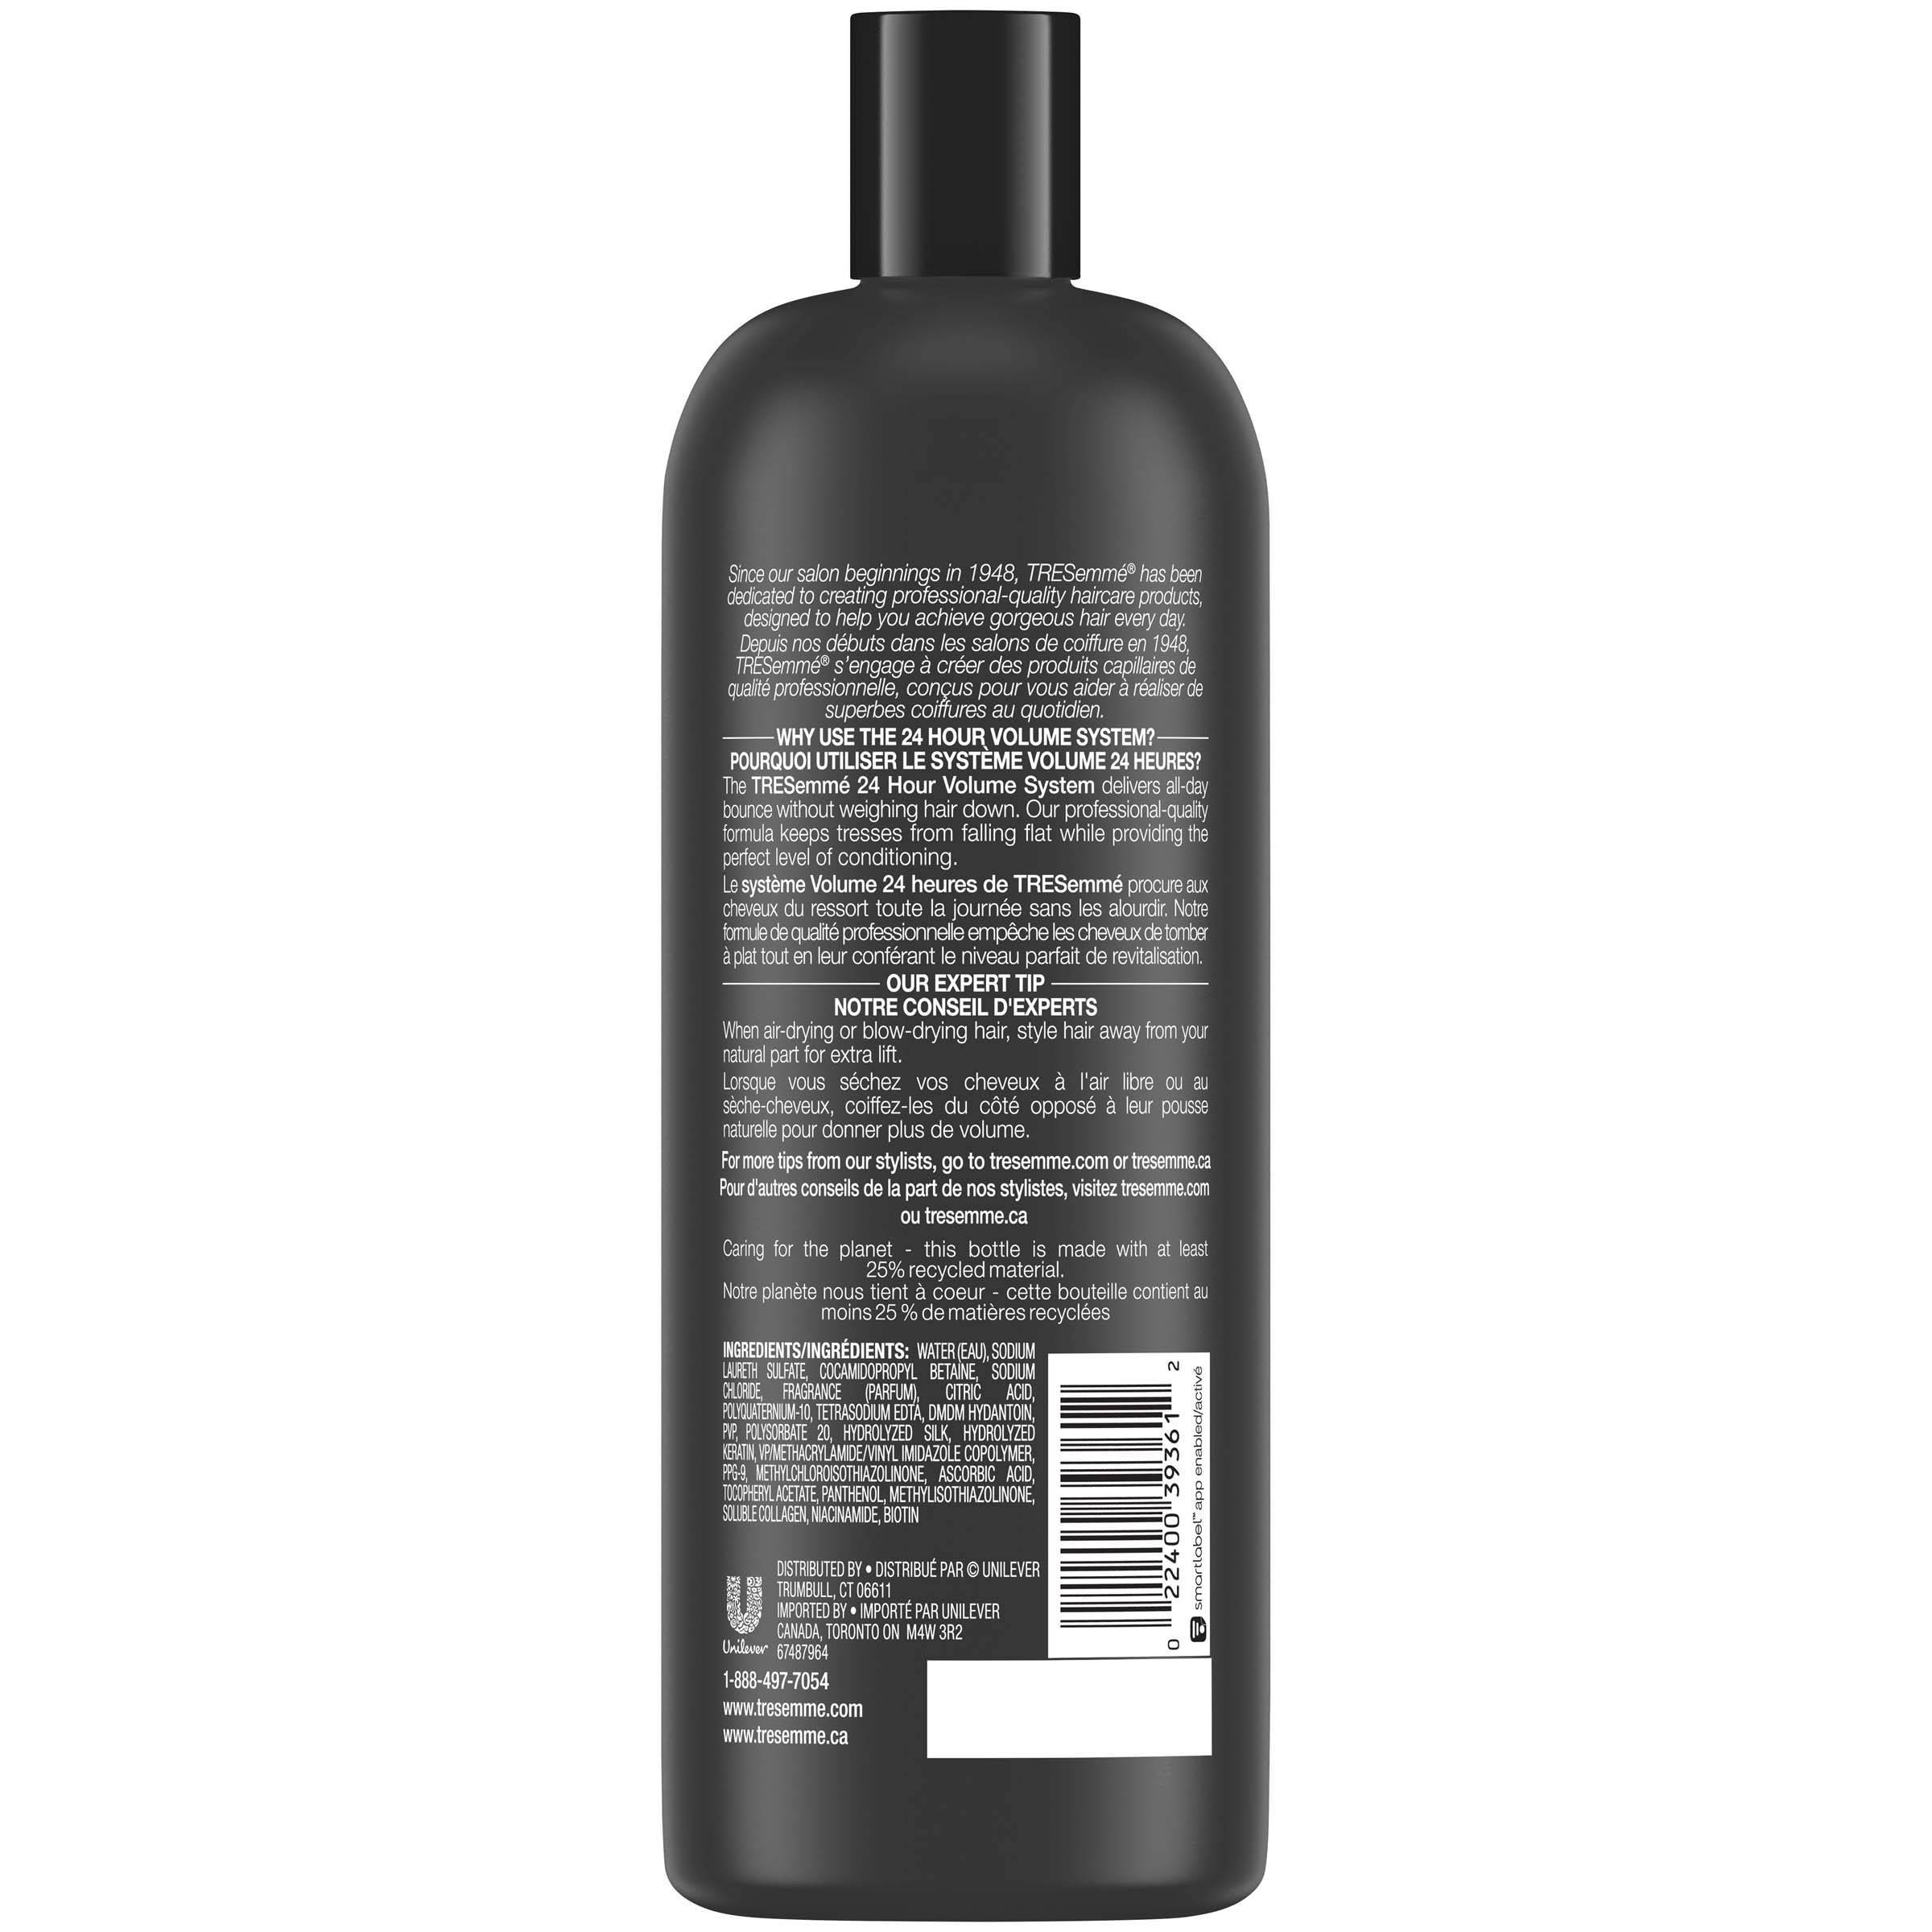 Since our salon beginnings in 1948, TRESemmé® has been
dedicated to creating professional-quality haircare products,
designed to help you achieve gorgeous hair every day.
Depuis nos débuts dans les salons de coiffure en 1948,
TRESemmé® s'engage à créer des produits capillaires de
qualité professionnelle, conçus pour vous aider à réaliser de
superbes coiffures au quotidien.
WHY USE THE 24 HOUR VOLUME SYSTEM?
POURQUOI UTILISER LE SYSTÈME VOLUME 24 HEURES?
The TRESemmé 24 Hour Volume System delivers all-day
bounce without weighing hair down. Our professional-quality
formula keeps tresses from falling flat while providing the
perfect level of conditioning.
Le système Volume 24 heures de TRESemmé procure aux
cheveux du ressort toute la journée sans les alourdir. Notre
formule de qualité professionnelle empêche les cheveux de tomber
à plat tout en leur conférant le niveau parfait de revitalisation.
OUR EXPERT TIP
NOTRE CONSEIL D'EXPERTS
When air-drying or blow-drying hair, style hair away from your
natural part for extra lift.
Lorsque vous séchez vos cheveux à l'air libre ou au
sèche-cheveux, coiffez-les du côté opposé à leur pousse
naturelle pour donner plus de volume.
For more tips from our stylists, go to tresemme.com or tresemme.ca
Pour d'autres conseils de la part de nos stylistes, visitez tresemme.com
ou tresemme.ca
Caring for the planet - this bottle is made with at least
25% recycled material.
Notre planète nous tient à coeur - cette bouteille contient au
moins 25 % de matières recyclées
INGREDIENTS/INGRÉDIENTS: WATER (EAU), SODIUM
LAURETH SULFATE, COCAMIDOPROPYL BETAINE, SODIUM
CHLORIDE, FRAGRANCE (PARFUM), CITRIC ACID,
POLYQUATERNIUM-10, TETRASODIUM EDTA, DMDM HYDANTOIN,
PVP, POLYSORBATE 20, HYDROLYZED SILK, HYDROLYZED
KERATIN, VP/METHACRYLAMIDE/VINYL IMIDAZOLE COPOLYMER,
PPG-9, METHYLCHLOROISOTHIAZOLINONE, ASCORBIC ACID,
TOCOPHERYL ACETATE, PANTHENOL, METHYLISOTHIAZOLINONE,
SOLUBLE COLLAGEN, NIACINAMIDE, BIOTIN
0 22400 39361 2
smartlabel™ app enabled/activé
DISTRIBUTED BY • DISTRIBUÉ PAR © UNILEVER
TRUMBULL, CT 06611
IMPORTED BY • IMPORTÉ PAR UNILEVER
CANADA, TORONTO ON M4W 3R2
Unilever 67487964
1-888-497-7054
www.tresemme.com
www.tresemme.ca